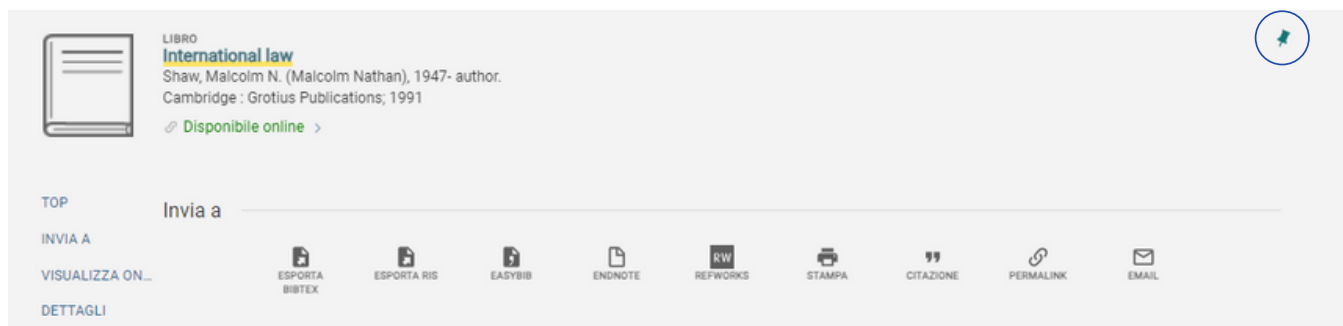 LIBRO
International law
Shaw, Malcolm N. (Malcolm Nathan), 1947- author.
Cambridge : Grotius Publications; 1991
Disponibile online >
TOP
INVIA A
VISUALIZZA ON...
DETTAGLI
Invia a
ESPORTA
BIBTEX
ESPORTA RIS
EASYBIB
ENDNOTE
RW
REFWORKS
STAMPA
CITAZIONE
PERMALINK
EMAIL